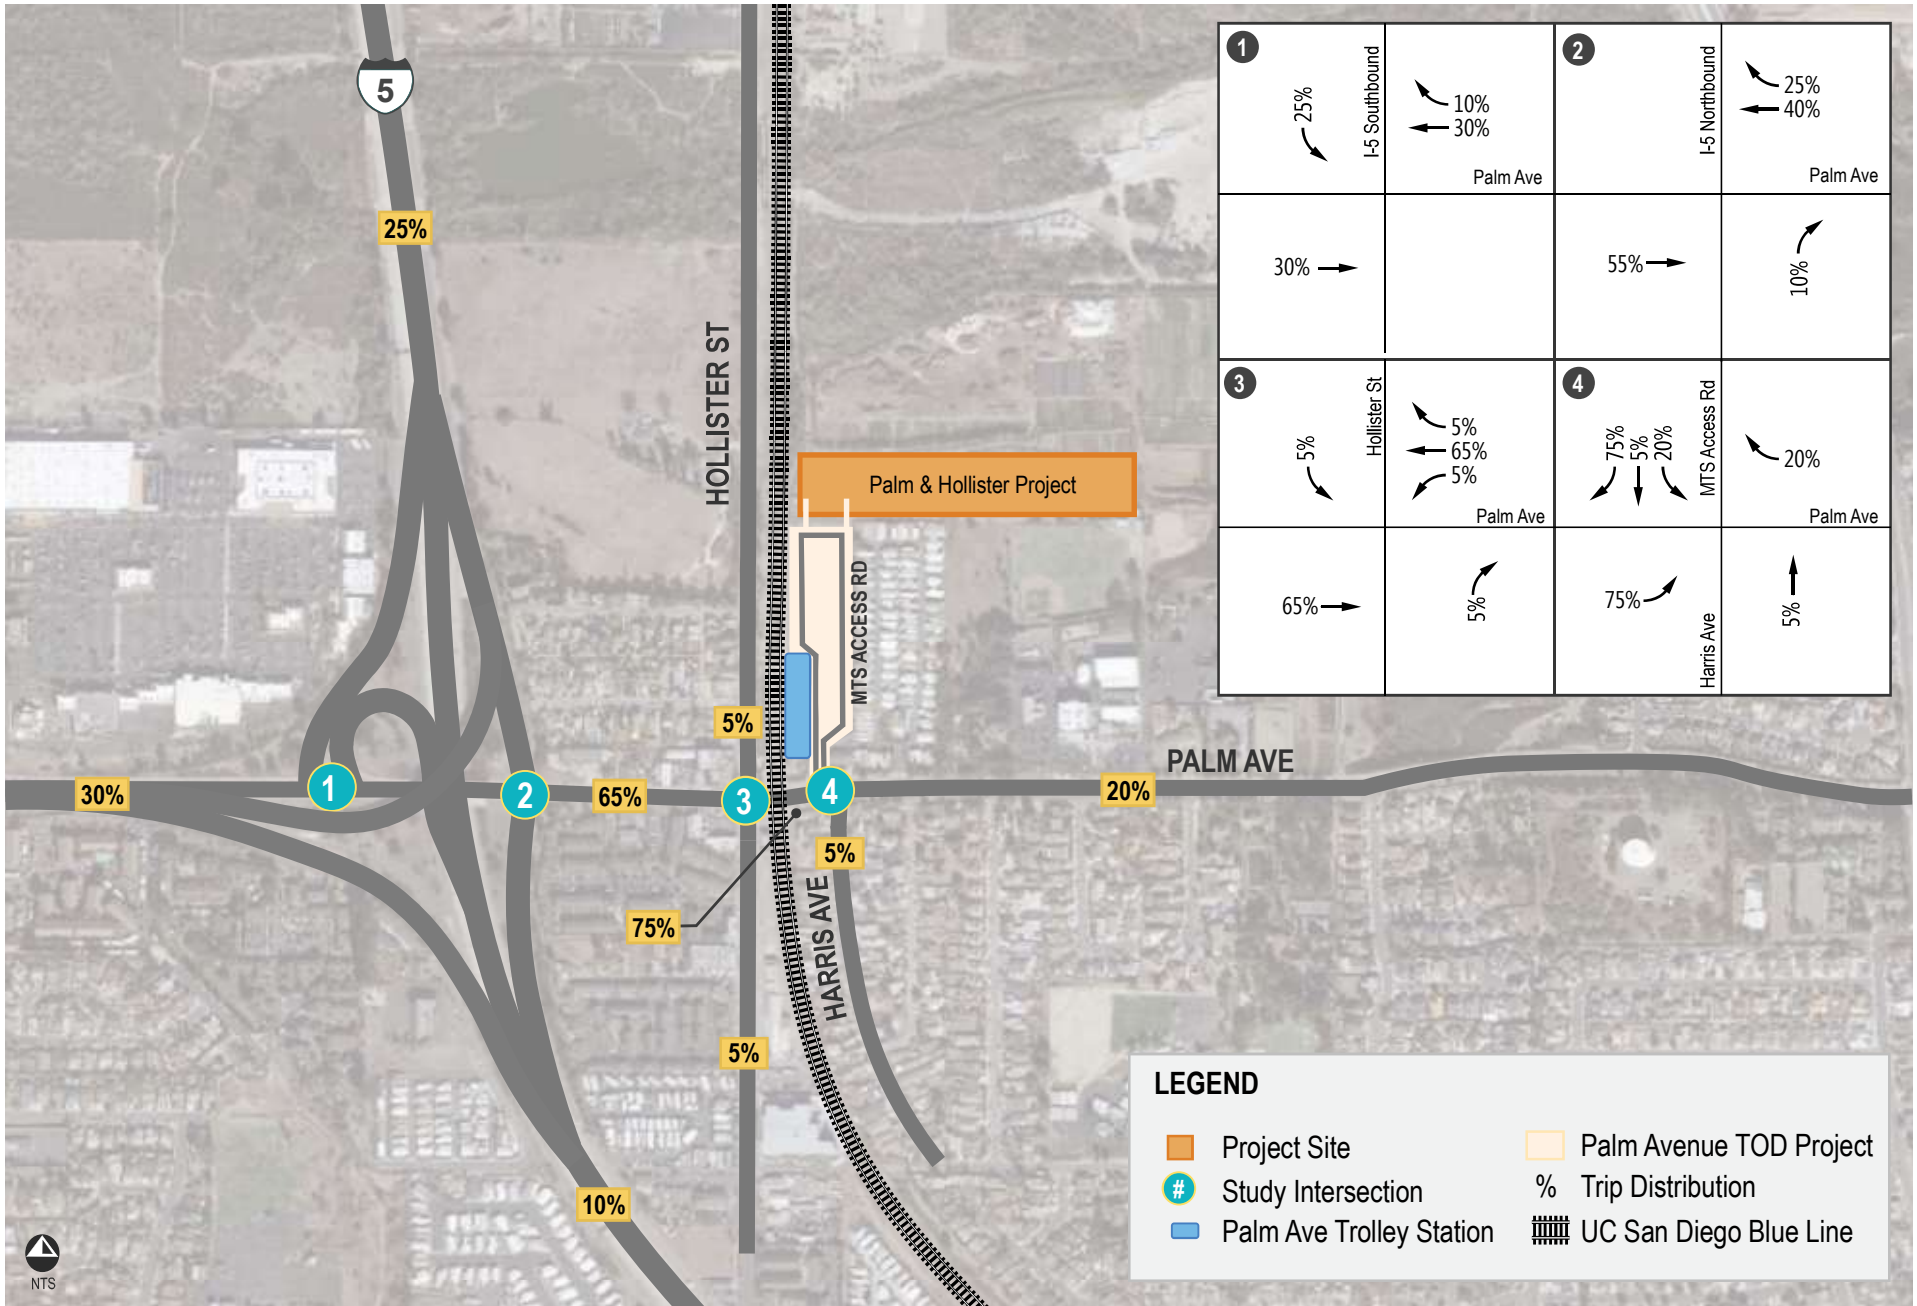 5
25%
HOLLISTER ST
Palm & Hollister Project
MTS ACCESS RD
5%
PALM AVE
30%
1
2
65%
3
4
20%
5%
75%
HARRIS AVE
5%
10%
NTS
1
25%
I-5 Southbound
10%
30%
Palm Ave
30%
2
I-5 Northbound
25%
40%
Palm Ave
55%
10%
3
5%
Hollister St
5%
65%
5%
Palm Ave
65%
5%
4
75%
5%
20%
MTS Access Rd
20%
Palm Ave
75%
Harris Ave
5%
LEGEND
Project Site
# Study Intersection
Palm Ave Trolley Station
Palm Avenue TOD Project
% Trip Distribution
UC San Diego Blue Line